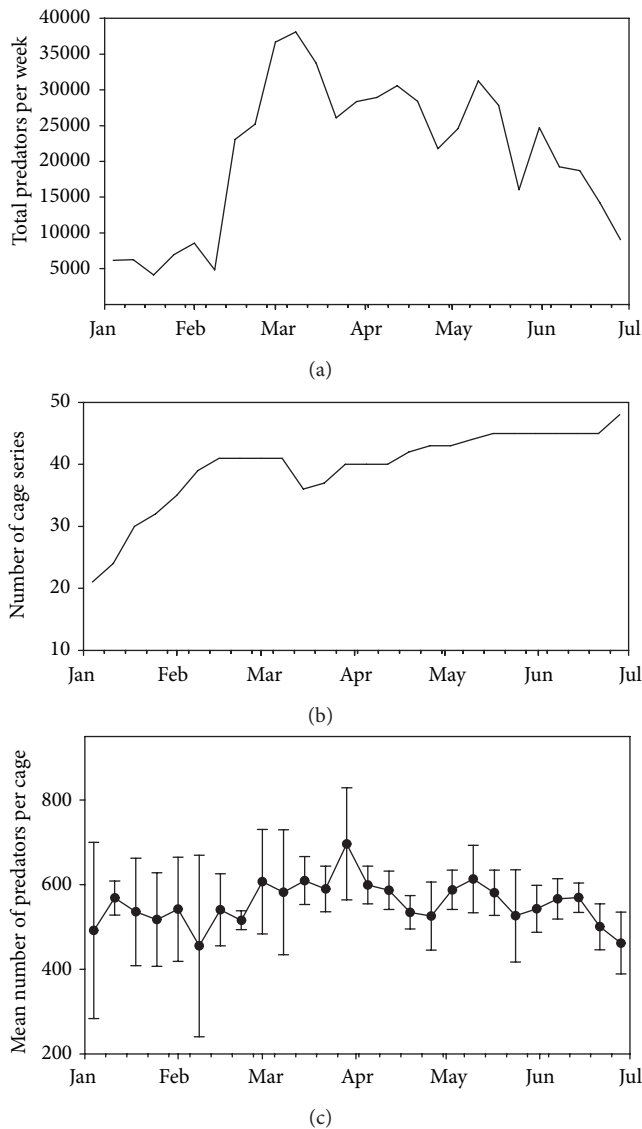 40000
35000
30000
25000
20000
15000
10000
5000
Total predators per week
Jan Feb Mar Apr May Jun Jul
(a)
50
40
30
20
10
Number of cage series
Jan Feb Mar Apr May Jun Jul
(b)
800
600
400
200
Mean number of predators per cage
Jan Feb Mar Apr May Jun Jul
(c)